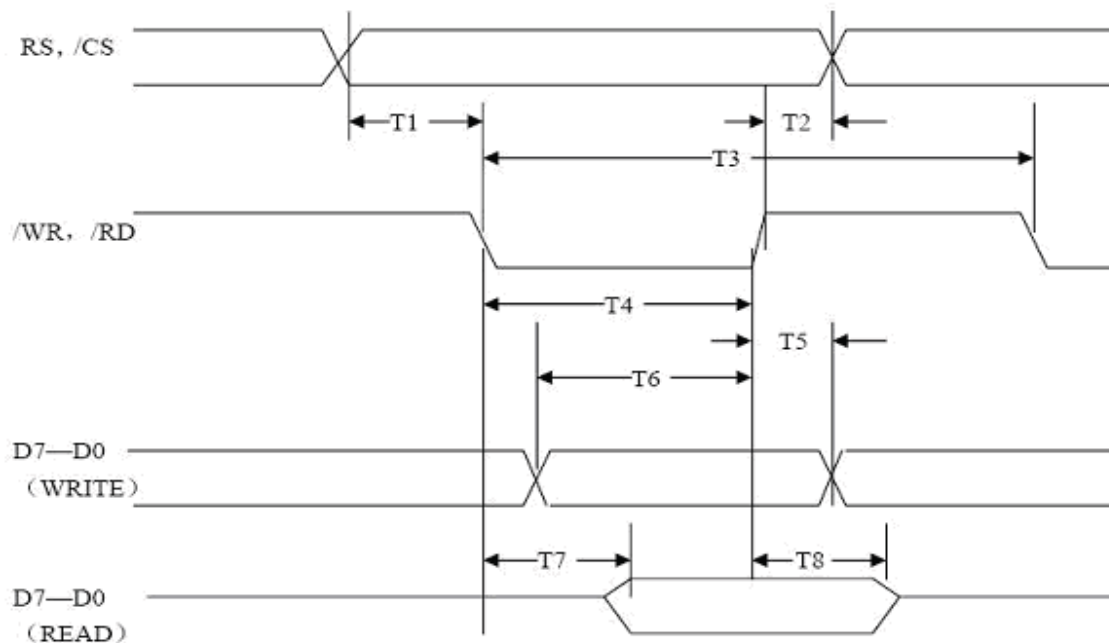 RS，/CS
T1
T2
T3
/WR，/RD
T4
T5
T6
D7—D0
（WRITE）
T7
T8
D7—D0
（READ）